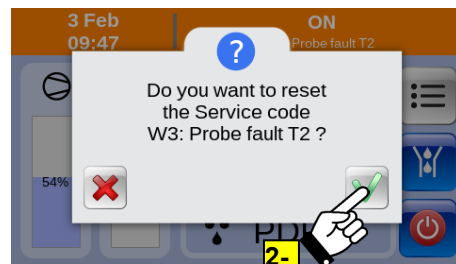 3 Feb
ON
09:47
Probe fault T2
?
Do you want to reset
the Service code
W3: Probe fault T2 ?
54%
2-